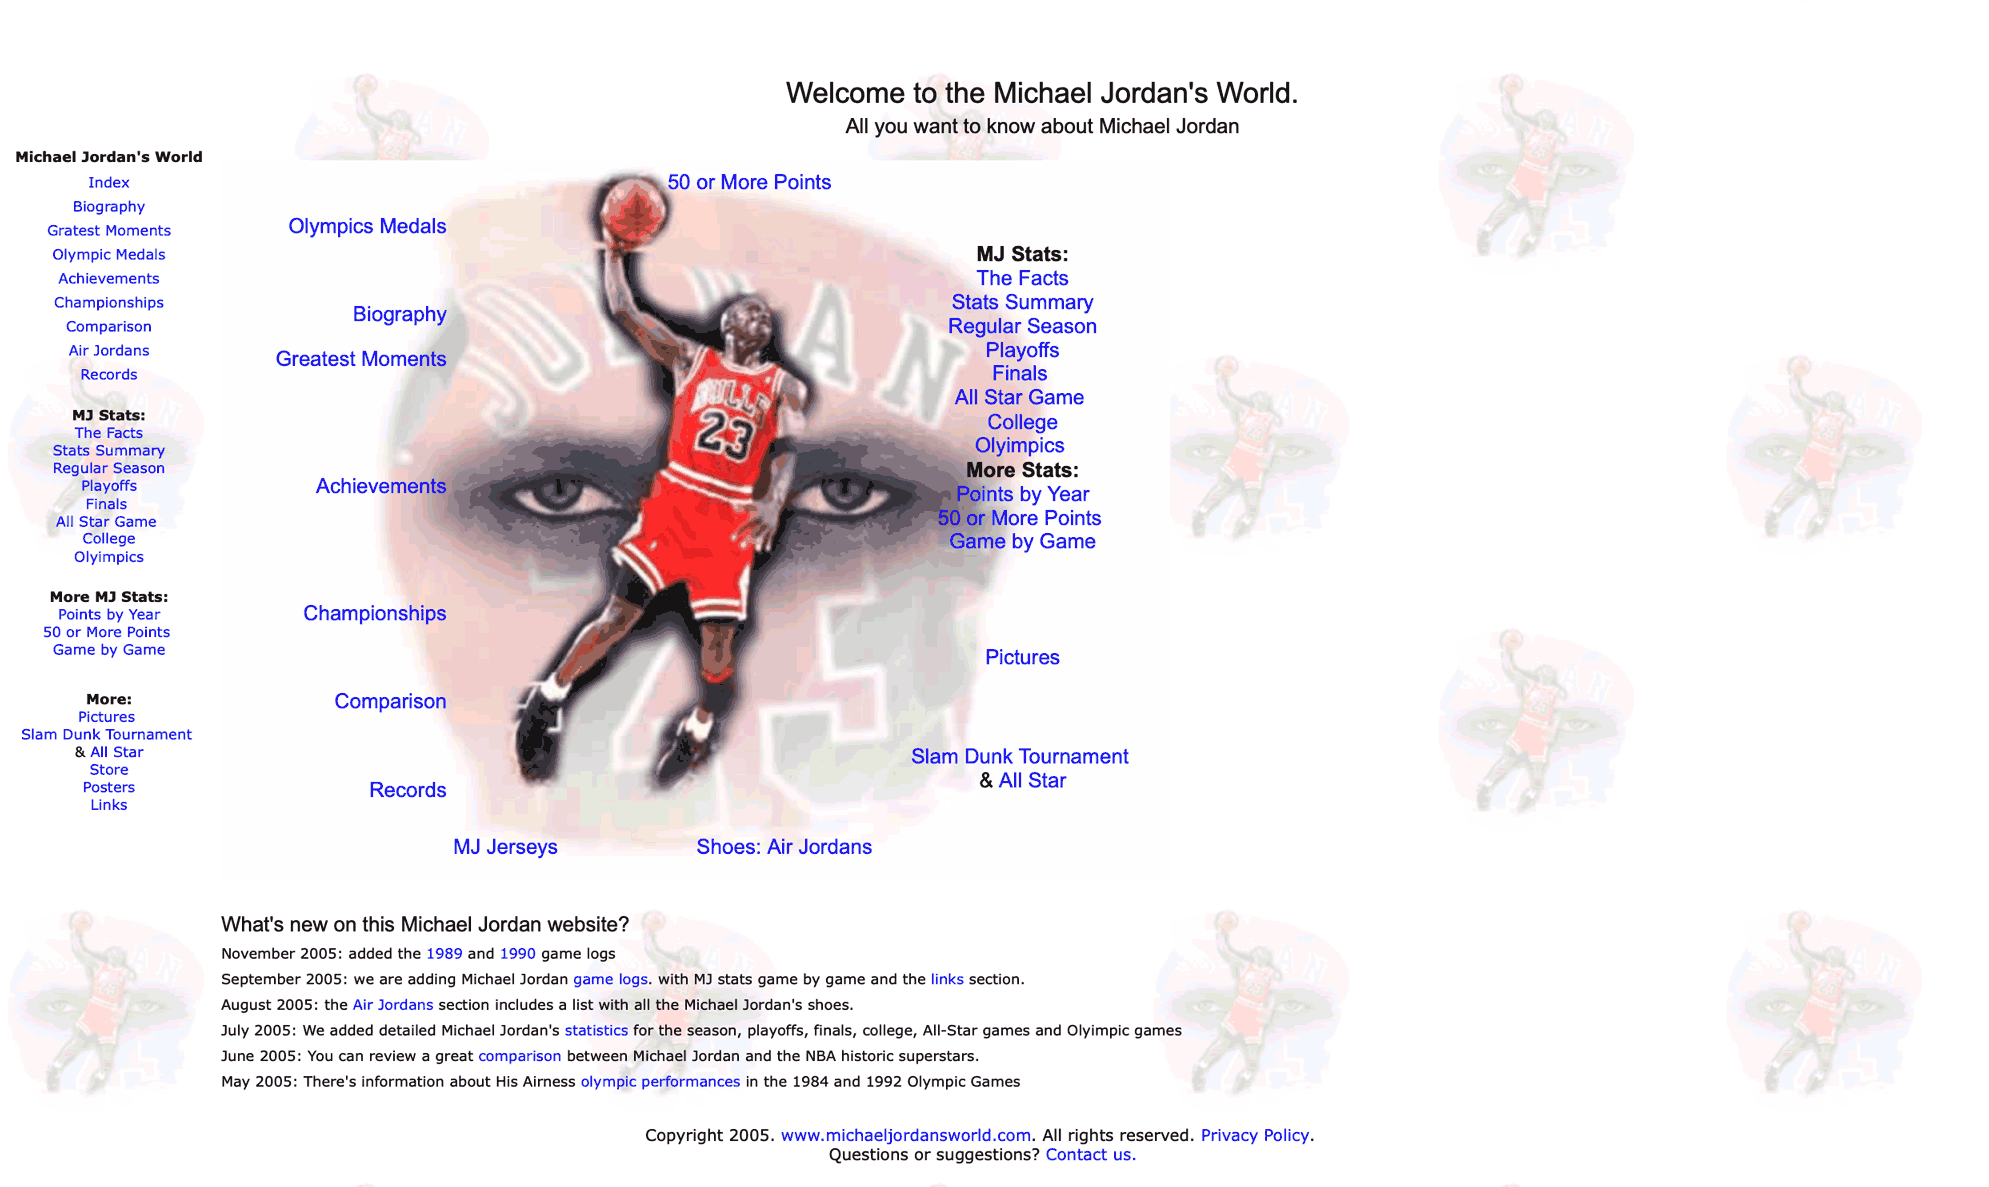 Welcome to the Michael Jordan's World.
All you want to know about Michael Jordan
Michael Jordan's World
Index
Biography
Gratest Moments
Olympic Medals
Achievements
Championships
Comparison
Air Jordans
Records
MJ Stats:
The Facts
Stats Summary
Regular Season
Playoffs
Finals
All Star Game
College
Olyimpics
More MJ Stats:
Points by Year
50 or More Points
Game by Game
More:
Pictures
Slam Dunk Tournament
& All Star
Store
Posters
Links
50 or More Points
Olympics Medals
Biography
Greatest Moments
Achievements
Championships
Comparison
Records
MJ Jerseys
Shoes: Air Jordans
JORDAN
BULLS
23
23
MJ Stats:
The Facts
Stats Summary
Regular Season
Playoffs
Finals
All Star Game
College
Olyimpics
More Stats:
Points by Year
50 or More Points
Game by Game
Pictures
Slam Dunk Tournament
& All Star
What's new on this Michael Jordan website?
November 2005: added the 1989 and 1990 game logs
September 2005: we are adding Michael Jordan game logs. with MJ stats game by game and the links section.
August 2005: the Air Jordans section includes a list with all the Michael Jordan's shoes.
July 2005: We added detailed Michael Jordan's statistics for the season, playoffs, finals, college, All-Star games and Olyimpic games
June 2005: You can review a great comparison between Michael Jordan and the NBA historic superstars.
May 2005: There's information about His Airness olympic performances in the 1984 and 1992 Olympic Games
Copyright 2005. www.michaeljordansworld.com. All rights reserved. Privacy Policy.
Questions or suggestions? Contact us.